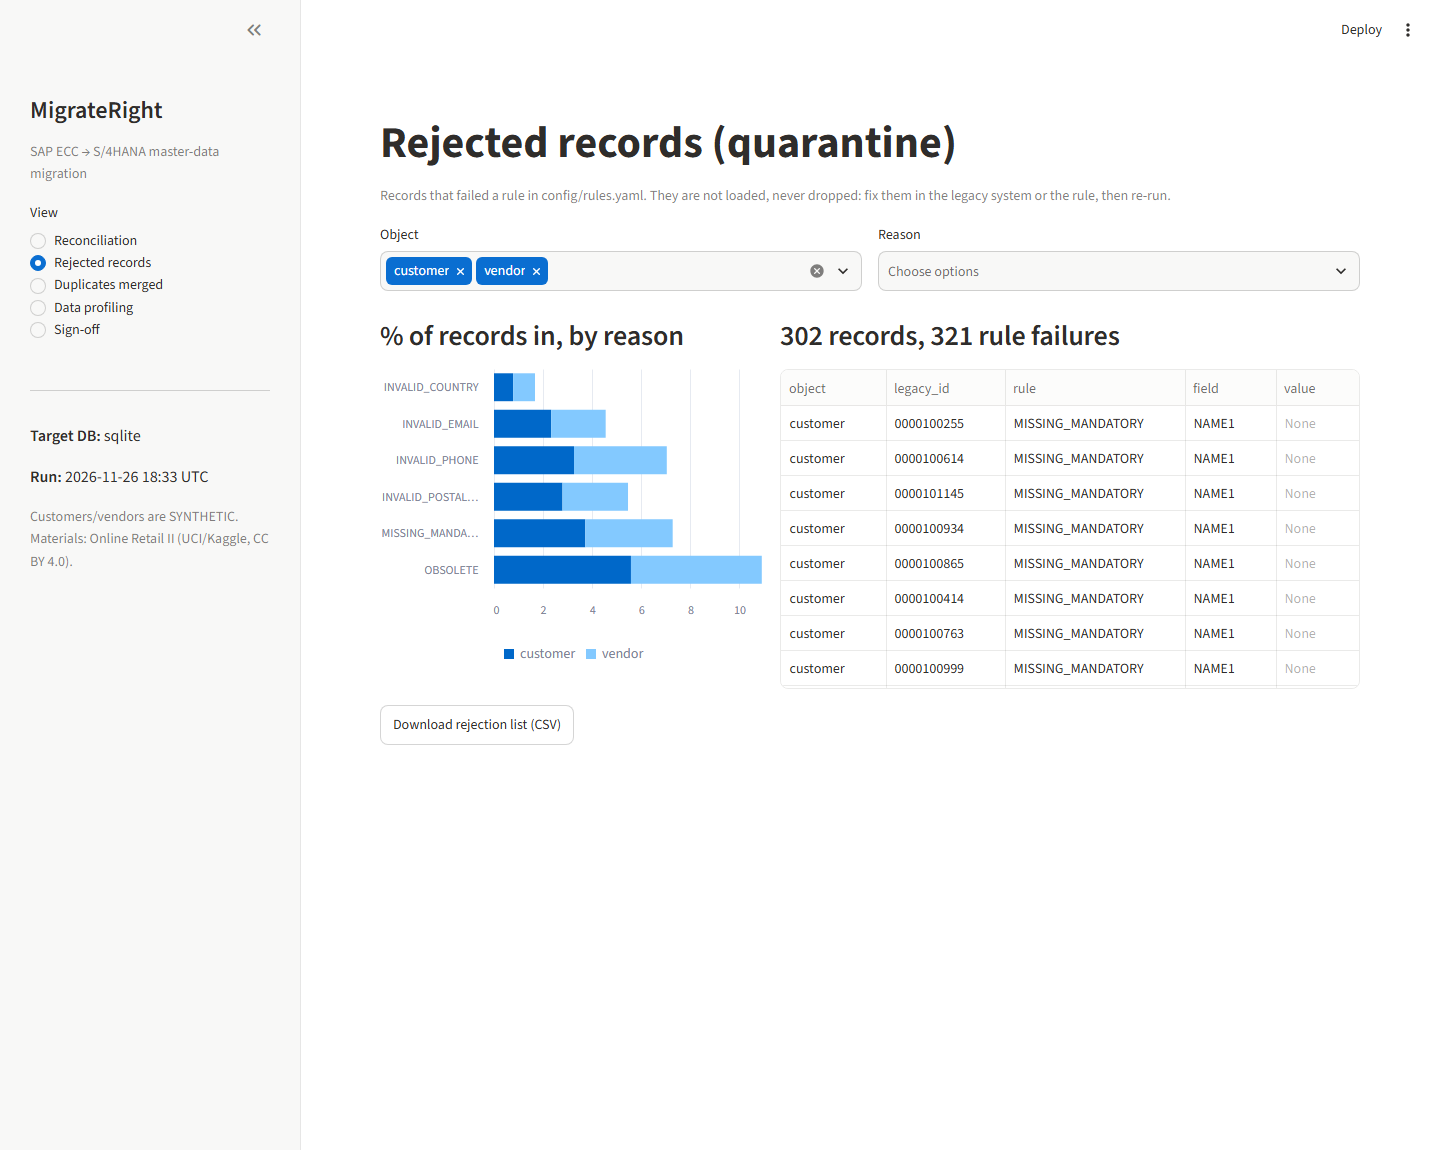 Deploy
MigrateRight
SAP ECC → S/4HANA master-data
migration
View
Reconciliation
Rejected records
Duplicates merged
Data profiling
Sign-off
Target DB: sqlite
Run: 2026-11-26 18:33 UTC
Customers/vendors are SYNTHETIC.
Materials: Online Retail II (UCI/Kaggle, CC
BY 4.0).
Rejected records (quarantine)
Records that failed a rule in config/rules.yaml. They are not loaded, never dropped: fix them in the legacy system or the rule, then re-run.
Object
customer vendor
Reason
Choose options
% of records in, by reason
INVALID_COUNTRY
INVALID_EMAIL
INVALID_PHONE
INVALID_POSTAL…
MISSING_MANDA…
OBSOLETE
0 2 4 6 8 10
customer vendor
302 records, 321 rule failures
object legacy_id rule field value
customer 0000100255 MISSING_MANDATORY NAME1 None
customer 0000100614 MISSING_MANDATORY NAME1 None
customer 0000101145 MISSING_MANDATORY NAME1 None
customer 0000100934 MISSING_MANDATORY NAME1 None
customer 0000100865 MISSING_MANDATORY NAME1 None
customer 0000100414 MISSING_MANDATORY NAME1 None
customer 0000100763 MISSING_MANDATORY NAME1 None
customer 0000100999 MISSING_MANDATORY NAME1 None
Download rejection list (CSV)